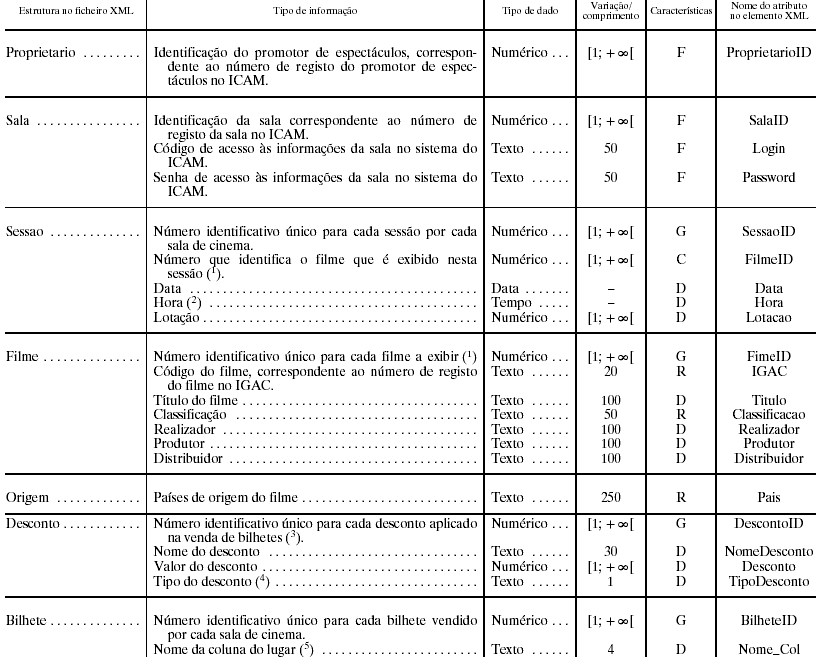 Estrutura no ficheiro XML Tipo de informação Tipo de dado Variação/ comprimento Características Nome do atributo no elemento XML
Proprietario ......... Identificação do promotor de espectáculos, correspon- Numérico ... [1; +∞[ F ProprietarioID
dente ao número de registo do promotor de espec-
táculos no ICAM.
Sala ................ Identificação da sala correspondente ao número de Numérico ... [1; +∞[ F SalaID
registo da sala no ICAM.
Código de acesso às informações da sala no sistema do Texto ...... 50 F Login
ICAM.
Senha de acesso às informações da sala no sistema do Texto ...... 50 F Password
ICAM.
Sessao .............. Número identificativo único para cada sessão por cada Numérico ... [1; +∞[ G SessaoID
sala de cinema.
Número que identifica o filme que é exibido nesta Numérico ... [1; +∞[ C FilmeID
sessão (1).
Data ............................................ Data ....... – D Data
Hora (2) ......................................... Tempo ..... – D Hora
Lotação .......................................... Numérico ... [1; +∞[ D Lotacao
Filme ............... Número identificativo único para cada filme a exibir (1) Numérico ... [1; +∞[ G FimeID
Código do filme, correspondente ao número de registo Texto ...... 20 R IGAC
do filme no IGAC.
Título do filme .................................... Texto ...... 100 D Titulo
Classificação ..................................... Texto ...... 50 R Classificacao
Realizador ....................................... Texto ...... 100 D Realizador
Produtor ......................................... Texto ...... 100 D Produtor
Distribuidor ...................................... Texto ...... 100 D Distribuidor
Origem ............. Países de origem do filme ........................... Texto ...... 250 R Pais
Desconto ............ Número identificativo único para cada desconto aplicado Numérico ... [1; +∞[ G DescontoID
na venda de bilhetes (3).
Nome do desconto ................................ Texto ...... 30 D NomeDesconto
Valor do desconto ................................. Numérico ... [1; +∞[ D Desconto
Tipo do desconto (4) ............................... Texto ...... 1 D TipoDesconto
Bilhete .............. Número identificativo único para cada bilhete vendido Numérico ... [1; +∞[ G BilheteID
por cada sala de cinema.
Nome da coluna do lugar (5) ........................ Texto ...... 4 D Nome_Col